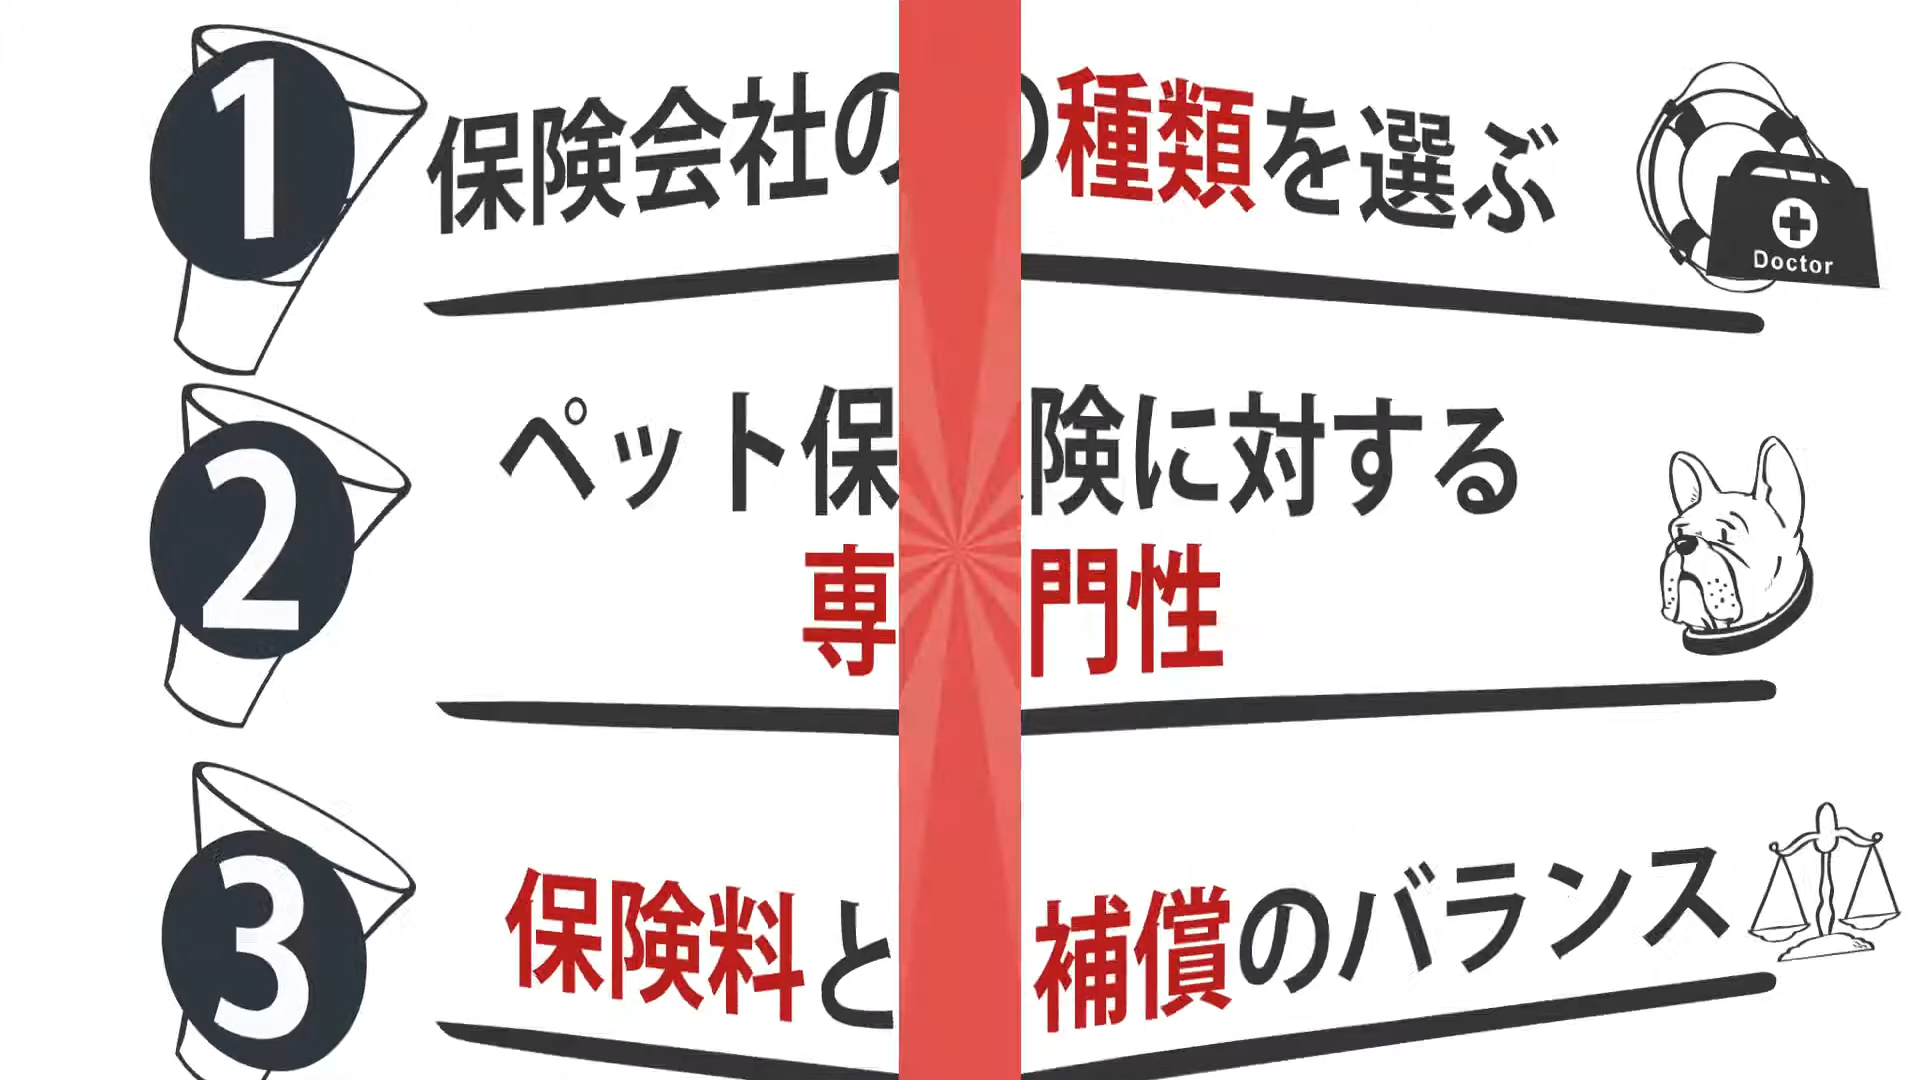 1
保険会社の種類を選ぶ
Doctor
2
ペット保険に対する
専門性
3
保険料と補償のバランス